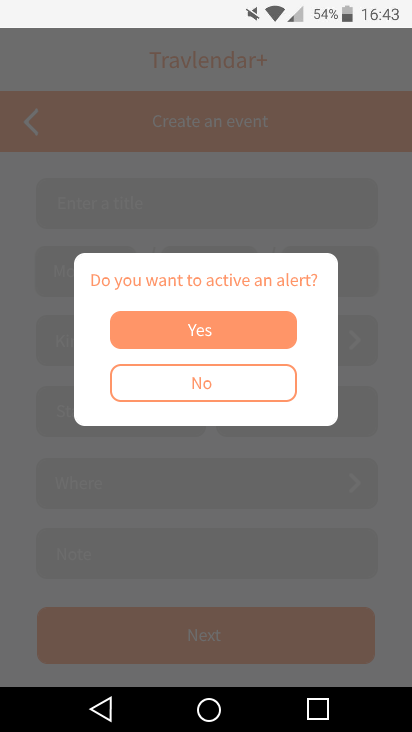 54% 16:43
Travlendar+
Create an event
Enter a title
Do you want to active an alert?
Yes
No
Where
Note
Next